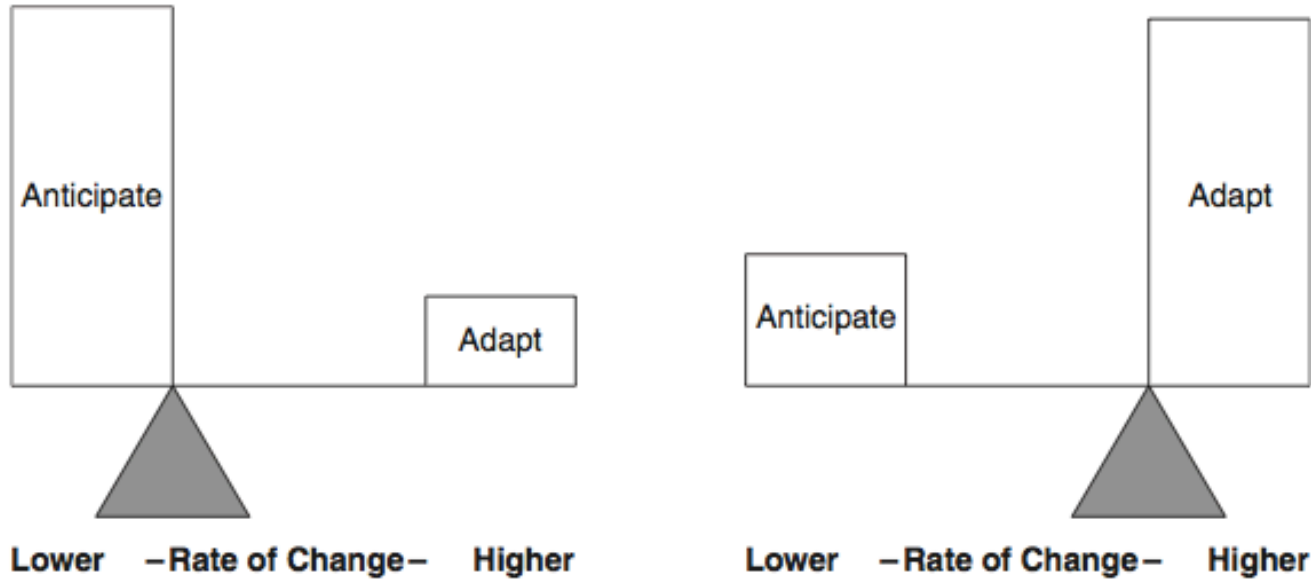 Anticipate
Adapt
Lower –Rate of Change– Higher
Anticipate
Adapt
Lower –Rate of Change– Higher